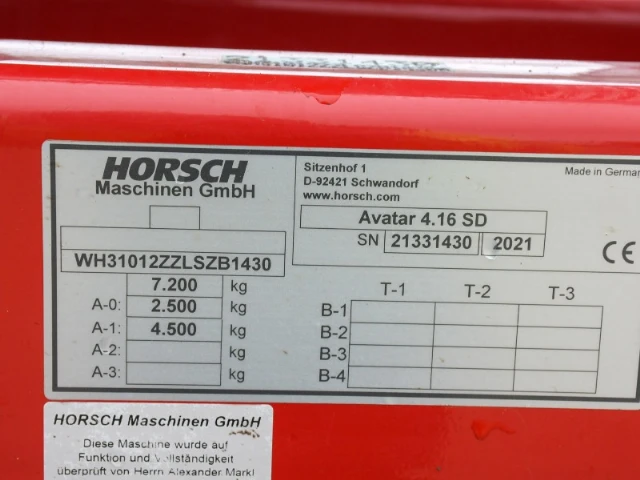 HORSCH
Maschinen GmbH
Sitzenhof 1
D-92421 Schwandorf
www.horsch.com
Made in German
Avatar 4.16 SD
SN 21331430 2021
CE
WH31012ZZLSZB1430
7.200 kg
A-0: 2.500 kg
A-1: 4.500 kg
A-2: kg
A-3: kg
T-1 T-2 T-3
B-1
B-2
B-3
B-4
HORSCH Maschinen GmbH
Diese Maschine wurde auf
Funktion und Vollständigkeit
überprüft von Herrn Alexander Markl